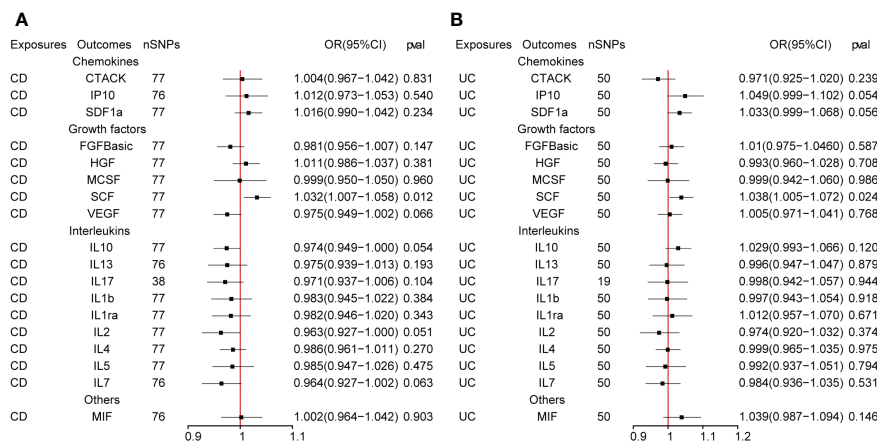 A
Exposures Outcomes nSNPs OR(95%CI) pval
Chemokines
CD CTACK 77 1.004(0.967−1.042) 0.831
CD IP10 76 1.012(0.973−1.053) 0.540
CD SDF1a 77 1.016(0.990−1.042) 0.234
Growth factors
CD FGFBasic 77 0.981(0.956−1.007) 0.147
CD HGF 77 1.011(0.986−1.037) 0.381
CD MCSF 77 0.999(0.950−1.050) 0.960
CD SCF 77 1.032(1.007−1.058) 0.012
CD VEGF 77 0.975(0.949−1.002) 0.066
Interleukins
CD IL10 77 0.974(0.949−1.000) 0.054
CD IL13 76 0.975(0.939−1.013) 0.193
CD IL17 38 0.971(0.937−1.006) 0.104
CD IL1b 77 0.983(0.945−1.022) 0.384
CD IL1ra 77 0.982(0.946−1.020) 0.343
CD IL2 77 0.963(0.927−1.000) 0.051
CD IL4 77 0.986(0.961−1.011) 0.270
CD IL5 77 0.985(0.947−1.026) 0.475
CD IL7 76 0.964(0.927−1.002) 0.063
Others
CD MIF 76 1.002(0.964−1.042) 0.903
0.9 1 1.1
B
Exposures Outcomes nSNPs OR(95%CI) pval
Chemokines
UC CTACK 50 0.971(0.925−1.020) 0.239
UC IP10 50 1.049(0.999−1.102) 0.054
UC SDF1a 50 1.033(0.999−1.068) 0.056
Growth factors
UC FGFBasic 50 1.01(0.975−1.0460) 0.587
UC HGF 50 0.993(0.960−1.028) 0.708
UC MCSF 50 0.999(0.942−1.060) 0.986
UC SCF 50 1.038(1.005−1.072) 0.024
UC VEGF 50 1.005(0.971−1.041) 0.768
Interleukins
UC IL10 50 1.029(0.993−1.066) 0.120
UC IL13 50 0.996(0.947−1.047) 0.879
UC IL17 19 0.998(0.942−1.057) 0.944
UC IL1b 50 0.997(0.943−1.054) 0.918
UC IL1ra 50 1.012(0.957−1.070) 0.671
UC IL2 50 0.974(0.920−1.032) 0.374
UC IL4 50 0.999(0.965−1.035) 0.975
UC IL5 50 0.992(0.937−1.051) 0.794
UC IL7 50 0.984(0.936−1.035) 0.531
Others
UC MIF 50 1.039(0.987−1.094) 0.146
0.9 1 1.1 1.2